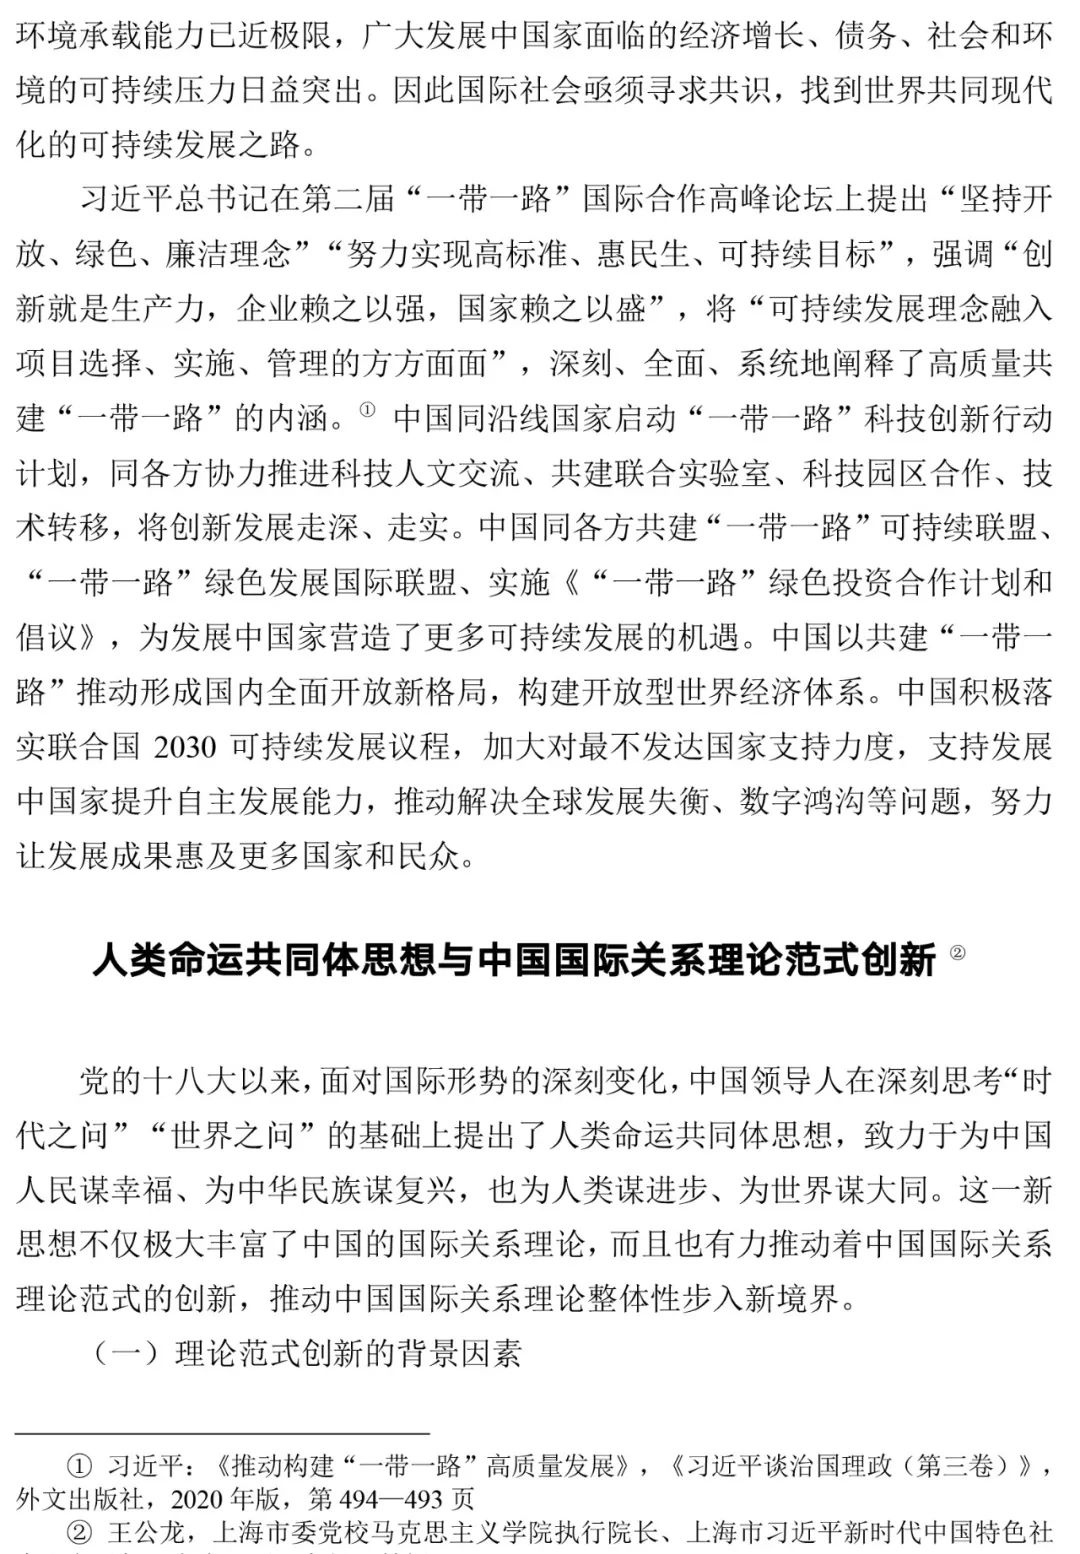 环境承载能力已近极限，广大发展中国家面临的经济增长、债务、社会和环
境的可持续压力日益突出。因此国际社会亟须寻求共识，找到世界共同现代
化的可持续发展之路。
习近平总书记在第二届“一带一路”国际合作高峰论坛上提出“坚持开
放、绿色、廉洁理念”“努力实现高标准、惠民生、可持续目标”，强调“创
新就是生产力，企业赖之以强，国家赖之以盛”，将“可持续发展理念融入
项目选择、实施、管理的方方面面”，深刻、全面、系统地阐释了高质量共
建“一带一路”的内涵。① 中国同沿线国家启动“一带一路”科技创新行动
计划，同各方协力推进科技人文交流、共建联合实验室、科技园区合作、技
术转移，将创新发展走深、走实。中国同各方共建“一带一路”可持续联盟、
“一带一路”绿色发展国际联盟、实施《“一带一路”绿色投资合作计划和
倡议》，为发展中国家营造了更多可持续发展的机遇。中国以共建“一带一
路”推动形成国内全面开放新格局，构建开放型世界经济体系。中国积极落
实联合国 2030 可持续发展议程，加大对最不发达国家支持力度，支持发展
中国家提升自主发展能力，推动解决全球发展失衡、数字鸿沟等问题，努力
让发展成果惠及更多国家和民众。
人类命运共同体思想与中国国际关系理论范式创新 ②
党的十八大以来，面对国际形势的深刻变化，中国领导人在深刻思考“时
代之问”“世界之问”的基础上提出了人类命运共同体思想，致力于为中国
人民谋幸福、为中华民族谋复兴，也为人类谋进步、为世界谋大同。这一新
思想不仅极大丰富了中国的国际关系理论，而且也有力推动着中国国际关系
理论范式的创新，推动中国国际关系理论整体性步入新境界。
（一）理论范式创新的背景因素
① 习近平：《推动构建“一带一路”高质量发展》，《习近平谈治国理政（第三卷）》，
外文出版社，2020 年版，第 494—493 页
② 王公龙，上海市委党校马克思主义学院执行院长、上海市习近平新时代中国特色社